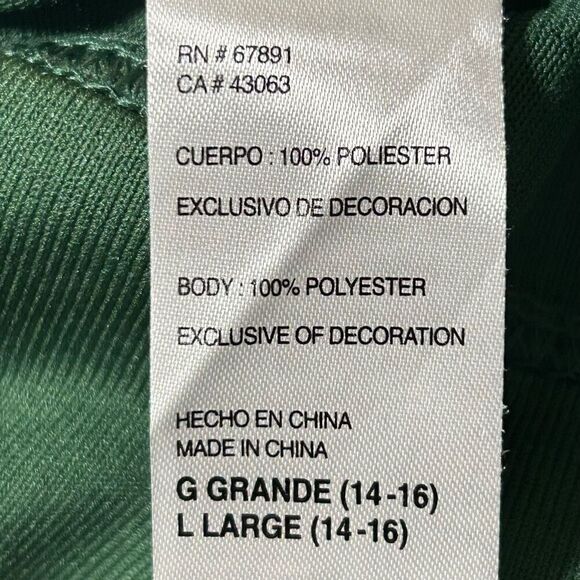 RN # 67891
CA # 43063
CUERPO : 100% POLIESTER
EXCLUSIVO DE DECORACION
BODY : 100% POLYESTER
EXCLUSIVE OF DECORATION
HECHO EN CHINA
MADE IN CHINA
G GRANDE (14-16)
L LARGE (14-16)